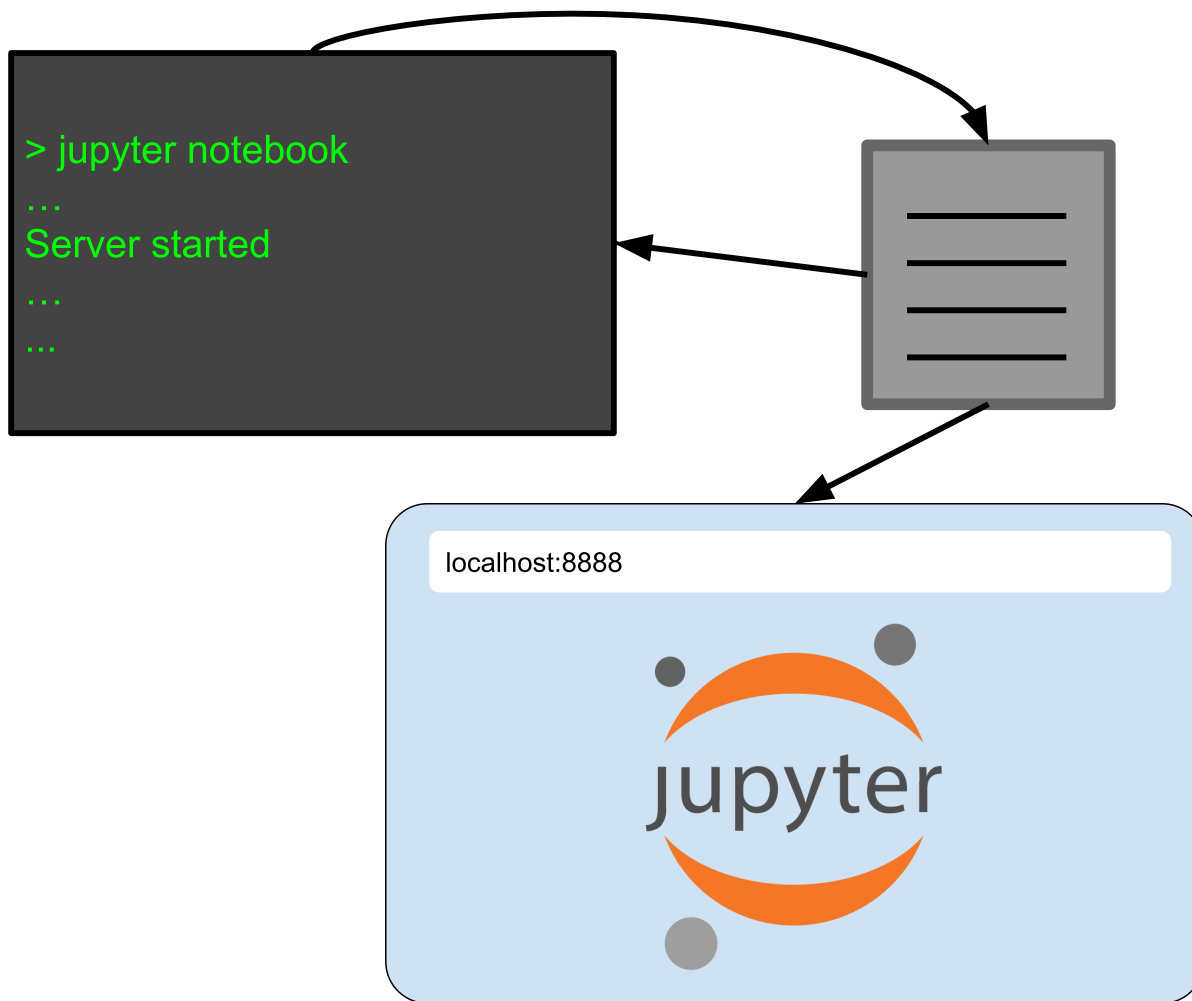 > jupyter notebook
…
Server started
…
...
localhost:8888
jupyter